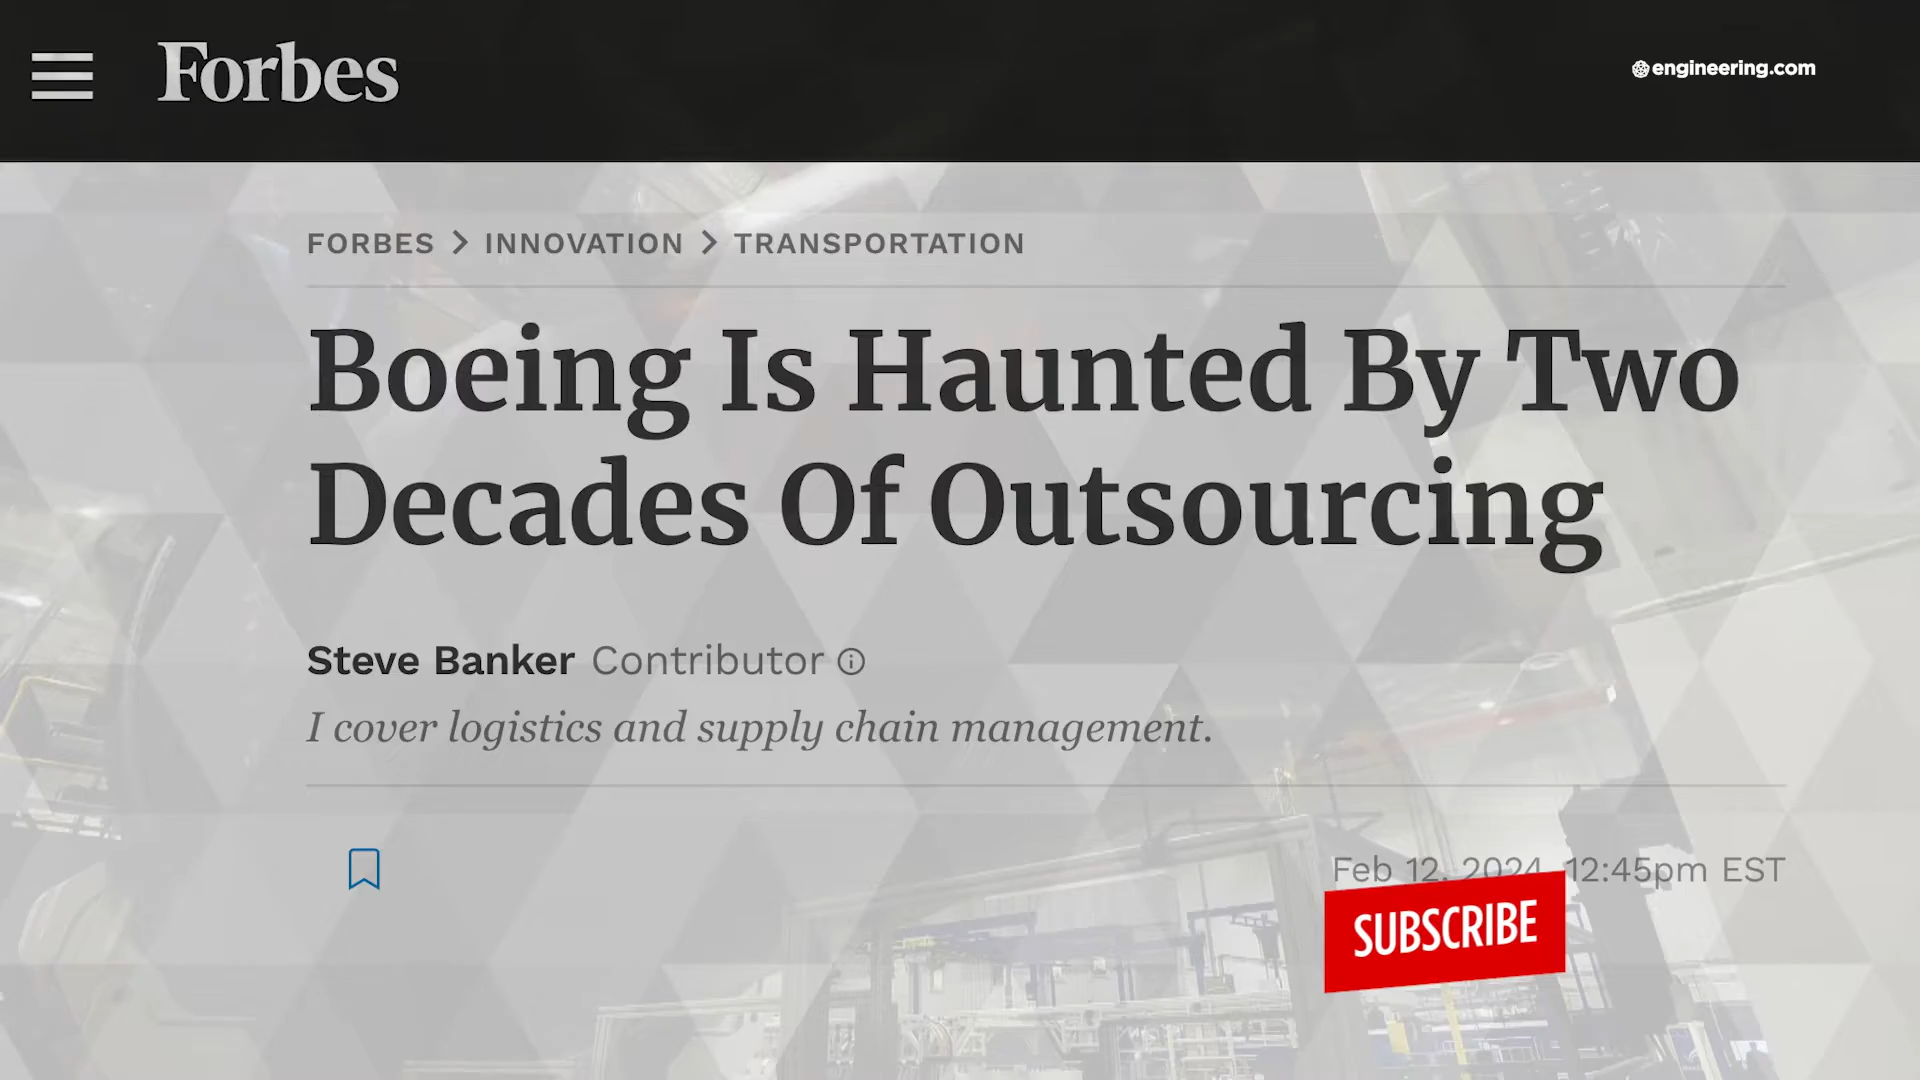 Forbes
engineering.com
FORBES > INNOVATION > TRANSPORTATION
Boeing Is Haunted By Two
Decades Of Outsourcing
Steve Banker Contributor
I cover logistics and supply chain management.
Feb 12, 2024, 12:45pm EST
SUBSCRIBE